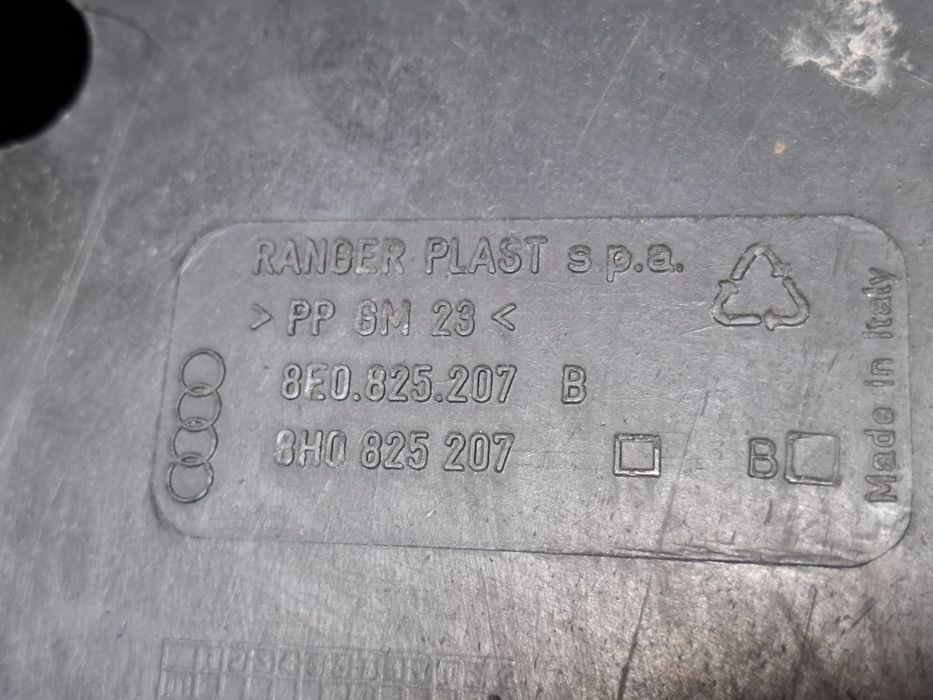 RANGER PLAST s.p.a.
> PP GM 23 <
8E0.825.207 B
8H0 825 207
B
Made in Italy